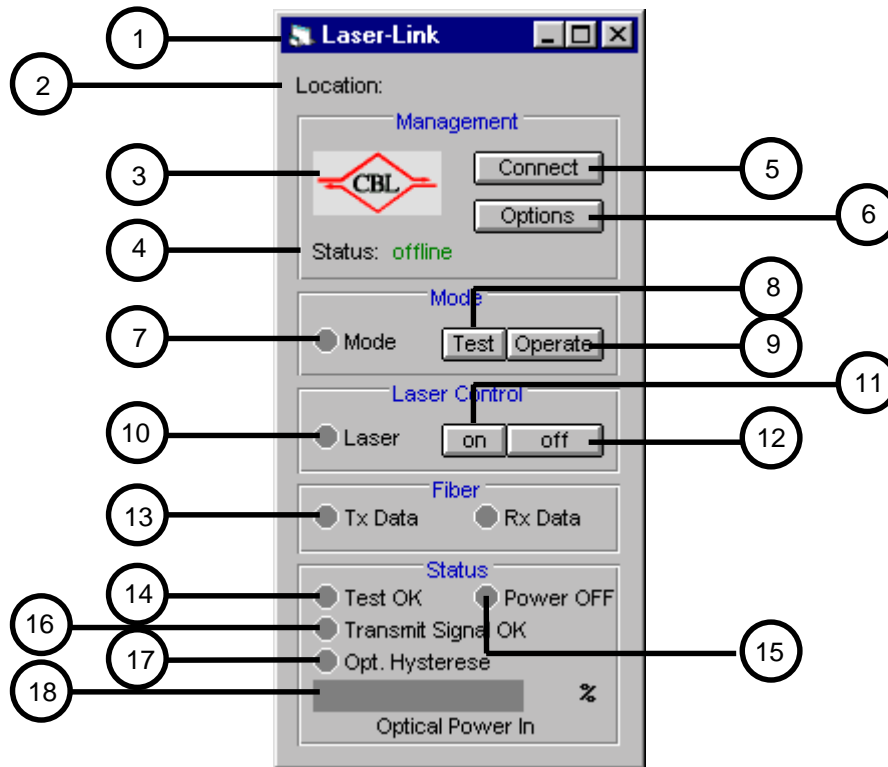 1
Laser-Link
2
Location:
Management
3
CBL
Connect
5
Options
6
4
Status: offline
Mode
8
7
Mode
Test
Operate
9
11
Laser Control
10
Laser
on
off
12
Fiber
13
Tx Data
Rx Data
Status
14
Test OK
Power OFF
16
Transmit Signal OK
15
17
Opt. Hysterese
18
%
Optical Power In